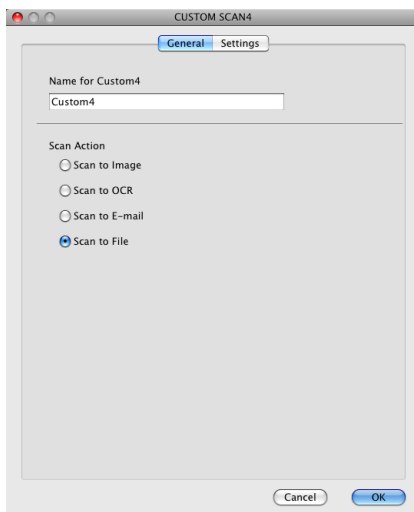 CUSTOM SCAN4
General Settings
Name for Custom4
Custom4
Scan Action
Scan to Image
Scan to OCR
Scan to E-mail
Scan to File
Cancel OK